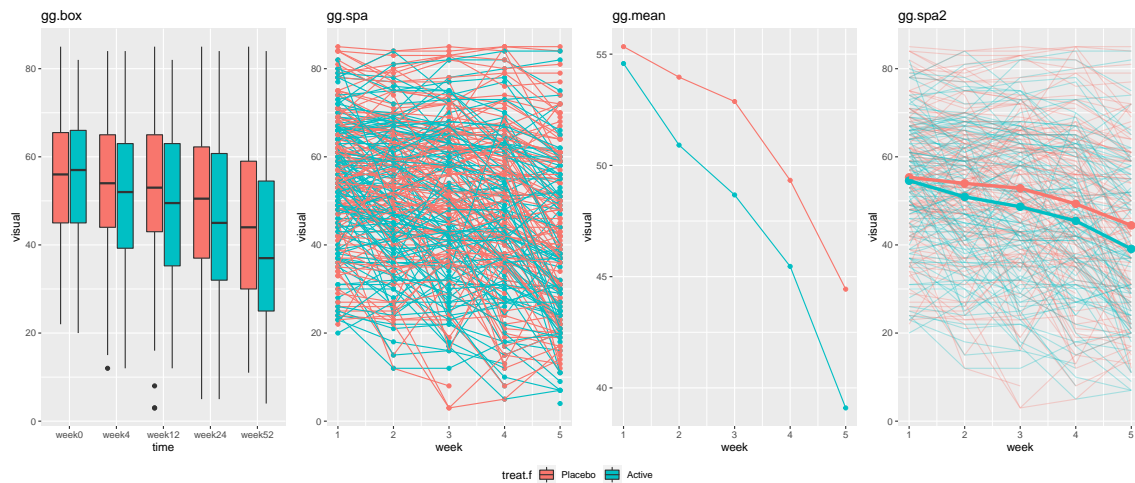 gg.box
gg.spa
gg.mean
gg.spa2
visual
80
60
40
20
0
week0 week4 week12 week24 week52
time
visual
80
60
40
20
0
1 2 3 4 5
week
visual
55
50
45
40
1 2 3 4 5
week
visual
80
60
40
20
0
1 2 3 4 5
week
treat.f Placebo Active